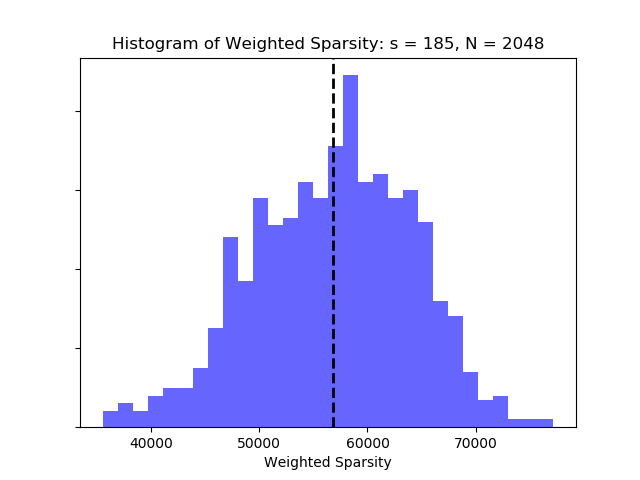 Histogram of Weighted Sparsity: s = 185, N = 2048
40000 50000 60000 70000
Weighted Sparsity